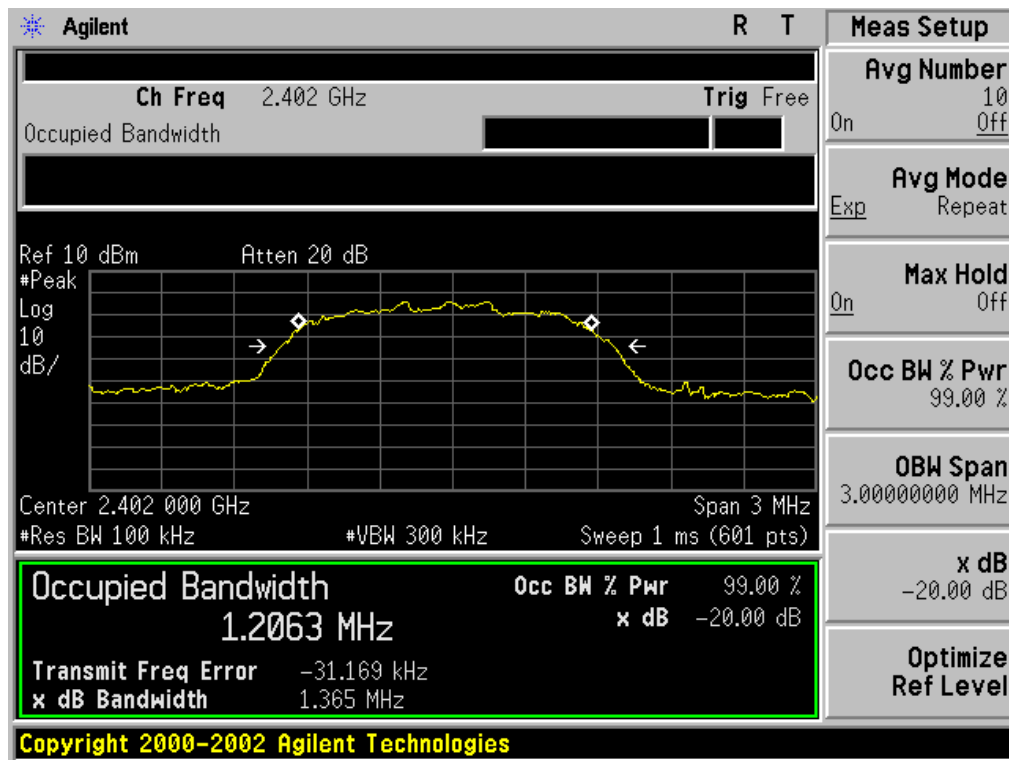 Agilent R T
Ch Freq 2.402 GHz Trig Free
Occupied Bandwidth
Ref 10 dBm Atten 20 dB
#Peak
Log
10
dB/
Center 2.402 000 GHz Span 3 MHz
#Res BW 100 kHz #VBW 300 kHz Sweep 1 ms (601 pts)
Occupied Bandwidth
1.2063 MHz
Occ BW % Pwr 99.00 %
x dB -20.00 dB
Transmit Freq Error -31.169 kHz
x dB Bandwidth 1.365 MHz
Copyright 2000-2002 Agilent Technologies
Meas Setup
Avg Number
10
On Off
Avg Mode
Exp Repeat
Max Hold
On Off
Occ BW % Pwr
99.00 %
OBW Span
3.00000000 MHz
x dB
-20.00 dB
Optimize
Ref Level